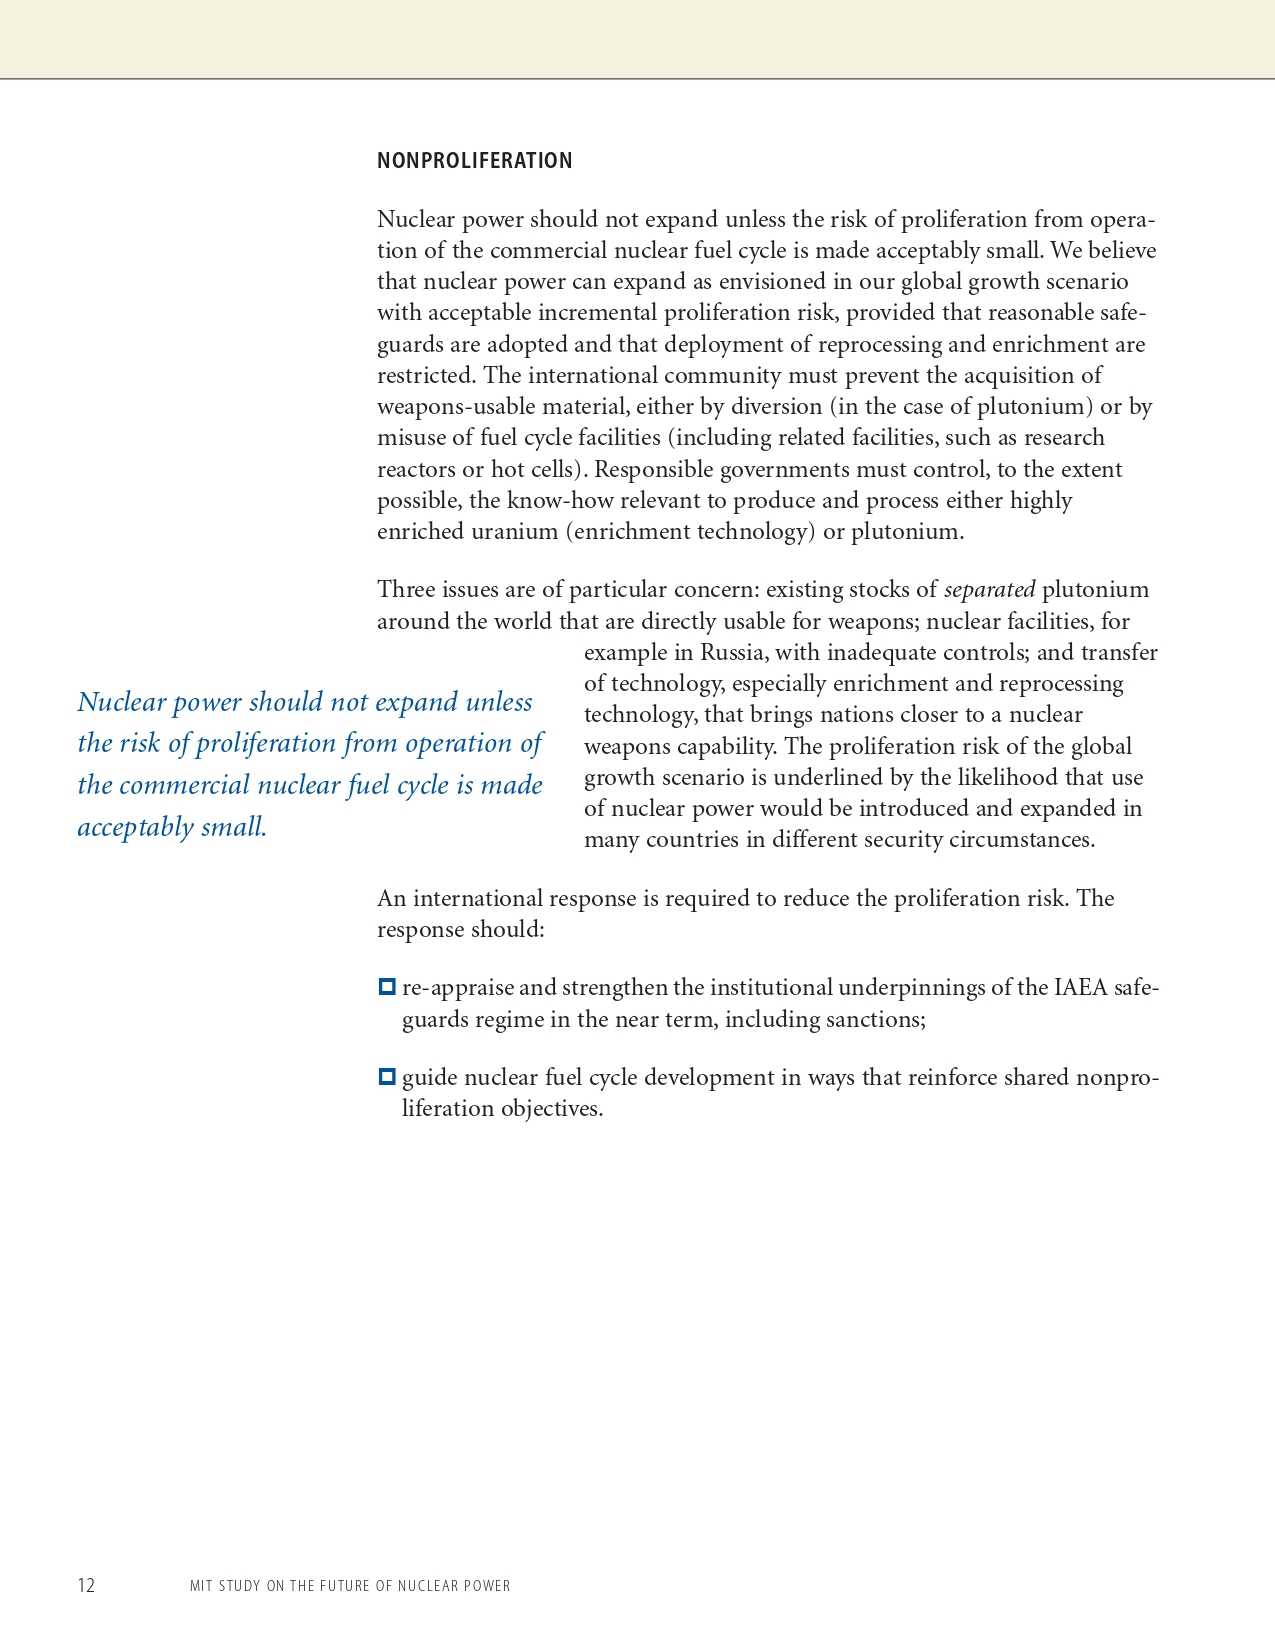 NONPROLIFERATION
Nuclear power should not expand unless the risk of proliferation from opera-
tion of the commercial nuclear fuel cycle is made acceptably small. We believe
that nuclear power can expand as envisioned in our global growth scenario
with acceptable incremental proliferation risk, provided that reasonable safe-
guards are adopted and that deployment of reprocessing and enrichment are
restricted. The international community must prevent the acquisition of
weapons-usable material, either by diversion (in the case of plutonium) or by
misuse of fuel cycle facilities (including related facilities, such as research
reactors or hot cells). Responsible governments must control, to the extent
possible, the know-how relevant to produce and process either highly
enriched uranium (enrichment technology) or plutonium.
Three issues are of particular concern: existing stocks of separated plutonium
around the world that are directly usable for weapons; nuclear facilities, for
example in Russia, with inadequate controls; and transfer
of technology, especially enrichment and reprocessing
technology, that brings nations closer to a nuclear
weapons capability. The proliferation risk of the global
growth scenario is underlined by the likelihood that use
of nuclear power would be introduced and expanded in
many countries in different security circumstances.
Nuclear power should not expand unless
the risk of proliferation from operation of
the commercial nuclear fuel cycle is made
acceptably small.
An international response is required to reduce the proliferation risk. The
response should:
re-appraise and strengthen the institutional underpinnings of the IAEA safe-
guards regime in the near term, including sanctions;
guide nuclear fuel cycle development in ways that reinforce shared nonpro-
liferation objectives.
12 MIT STUDY ON THE FUTURE OF NUCLEAR POWER